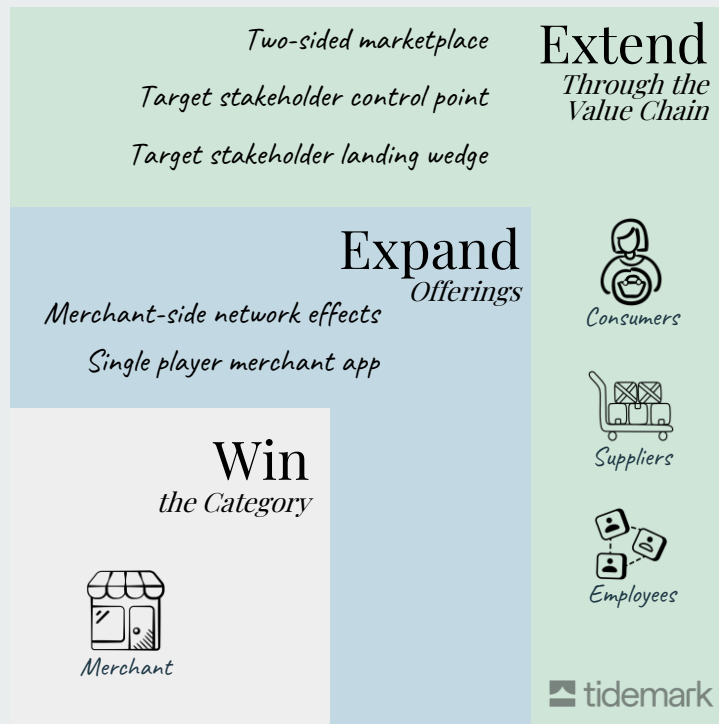 Two-sided marketplace
Extend
Through the
Value Chain
Target stakeholder control point
Target stakeholder landing wedge
Expand
Offerings
Merchant-side network effects
Single player merchant app
Win
the Category
Merchant
Consumers
Suppliers
Employees
tidemark